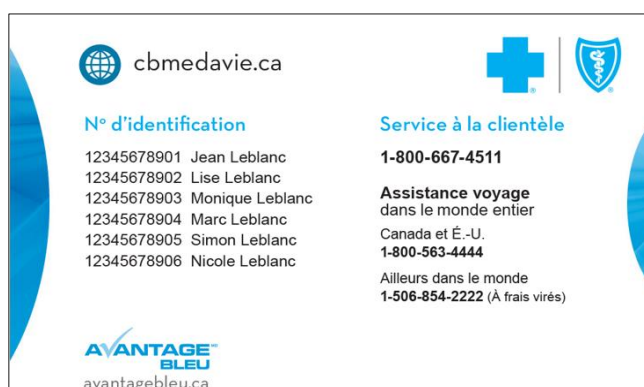 cbmedavie.ca
® ®
N° d'identification
12345678901 Jean Leblanc
12345678902 Lise Leblanc
12345678903 Monique Leblanc
12345678904 Marc Leblanc
12345678905 Simon Leblanc
12345678906 Nicole Leblanc
Service à la clientèle
1-800-667-4511
Assistance voyage
dans le monde entier
Canada et É.-U.
1-800-563-4444
Ailleurs dans le monde
1-506-854-2222 (À frais virés)
AVANTAGE
BLEU
avantagebleu.ca